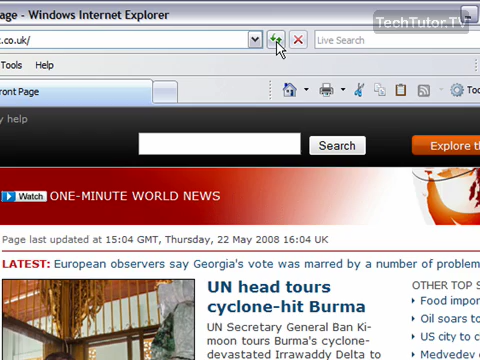 age - Windows Internet Explorer
TechTutor.TV
.co.uk/
Live Search
Tools Help
ront Page
Too
y help
Search
Explore th
Watch ONE-MINUTE WORLD NEWS
Page last updated at 15:04 GMT, Thursday, 22 May 2008 16:04 UK
LATEST: European observers say Georgia's vote was marred by a number of problem
UN head tours
cyclone-hit Burma
UN Secretary General Ban Ki-
moon tours Burma's cyclone-
devastated Irrawaddy Delta to
OTHER TOP S
Food impor
Oil soars to
US city to c
Medvedev c